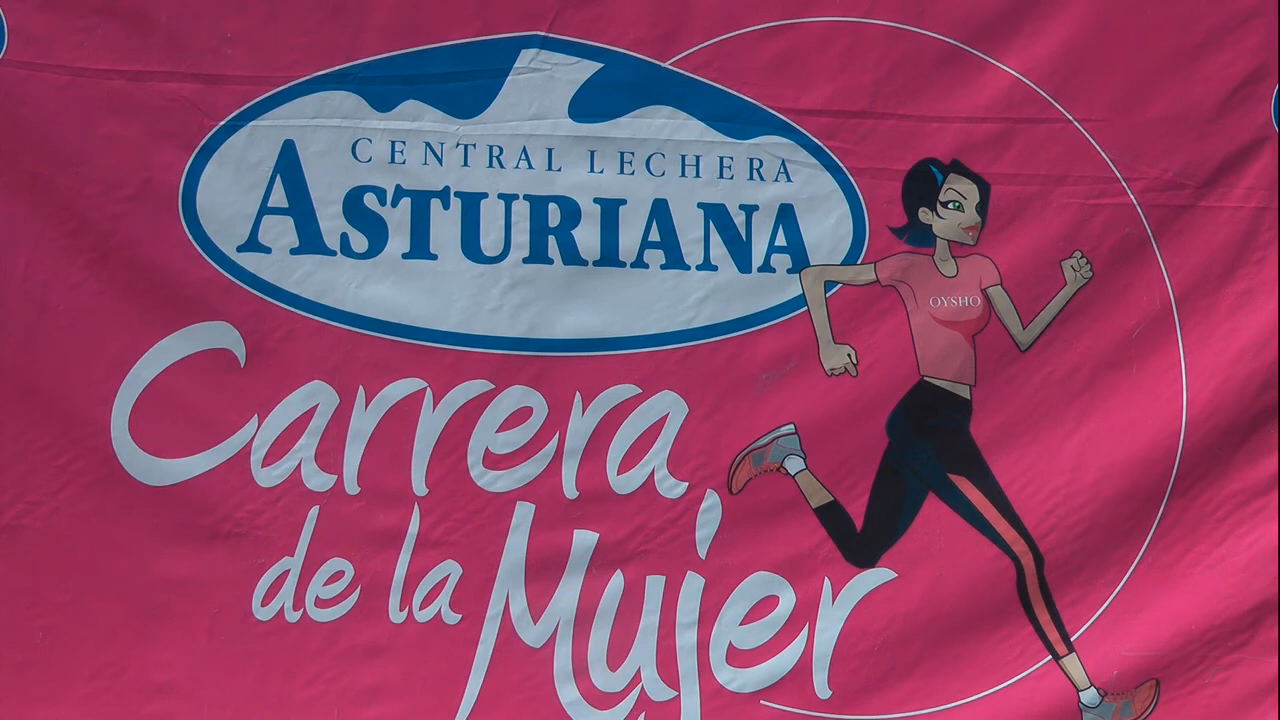 CENTRAL LECHERA
ASTURIANA
OYSHO
Carrera
de la Mujer